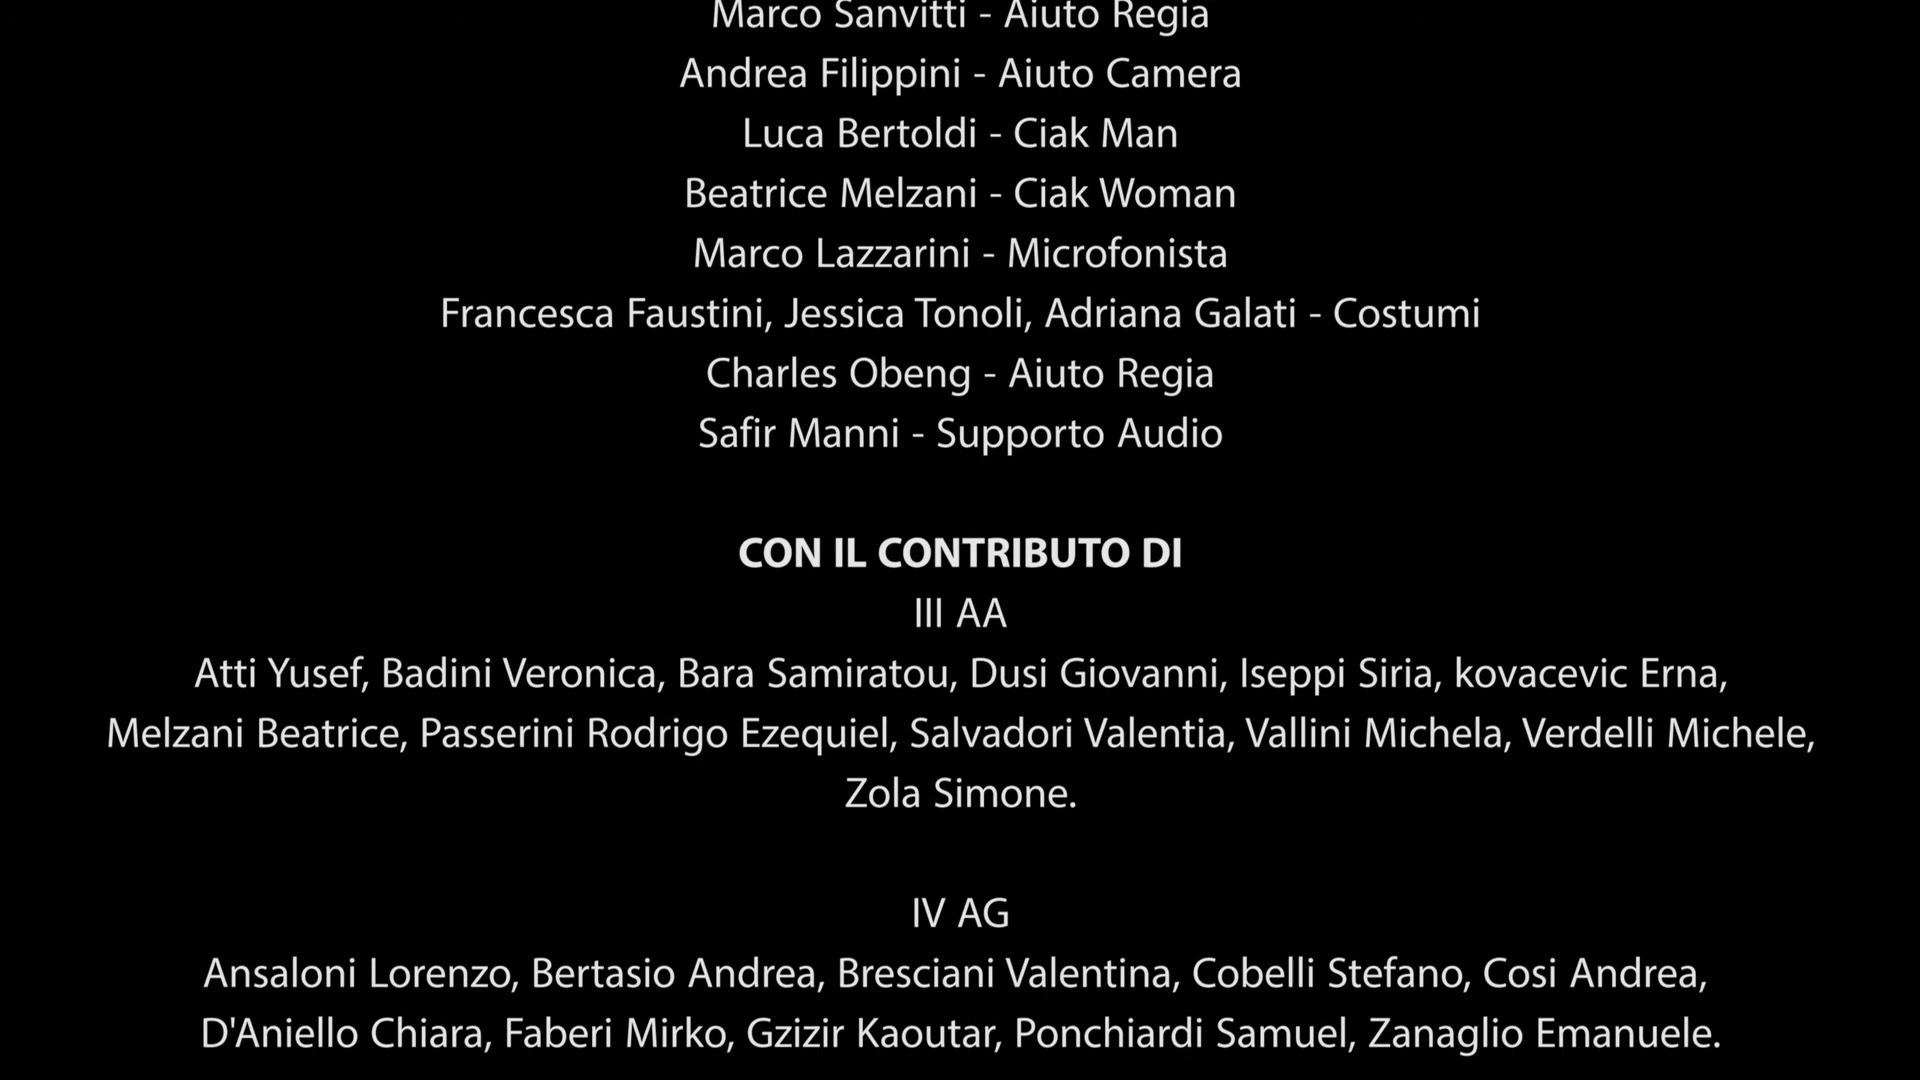 Marco Sanvitti - Aiuto Regia
Andrea Filippini - Aiuto Camera
Luca Bertoldi - Ciak Man
Beatrice Melzani - Ciak Woman
Marco Lazzarini - Microfonista
Francesca Faustini, Jessica Tonoli, Adriana Galati - Costumi
Charles Obeng - Aiuto Regia
Safir Manni - Supporto Audio
CON IL CONTRIBUTO DI
III AA
Atti Yusef, Badini Veronica, Bara Samiratou, Dusi Giovanni, Iseppi Siria, kovacevic Erna,
Melzani Beatrice, Passerini Rodrigo Ezequiel, Salvadori Valentia, Vallini Michela, Verdelli Michele,
Zola Simone.
IV AG
Ansaloni Lorenzo, Bertasio Andrea, Bresciani Valentina, Cobelli Stefano, Cosi Andrea,
D'Aniello Chiara, Faberi Mirko, Gzizir Kaoutar, Ponchiardi Samuel, Zanaglio Emanuele.